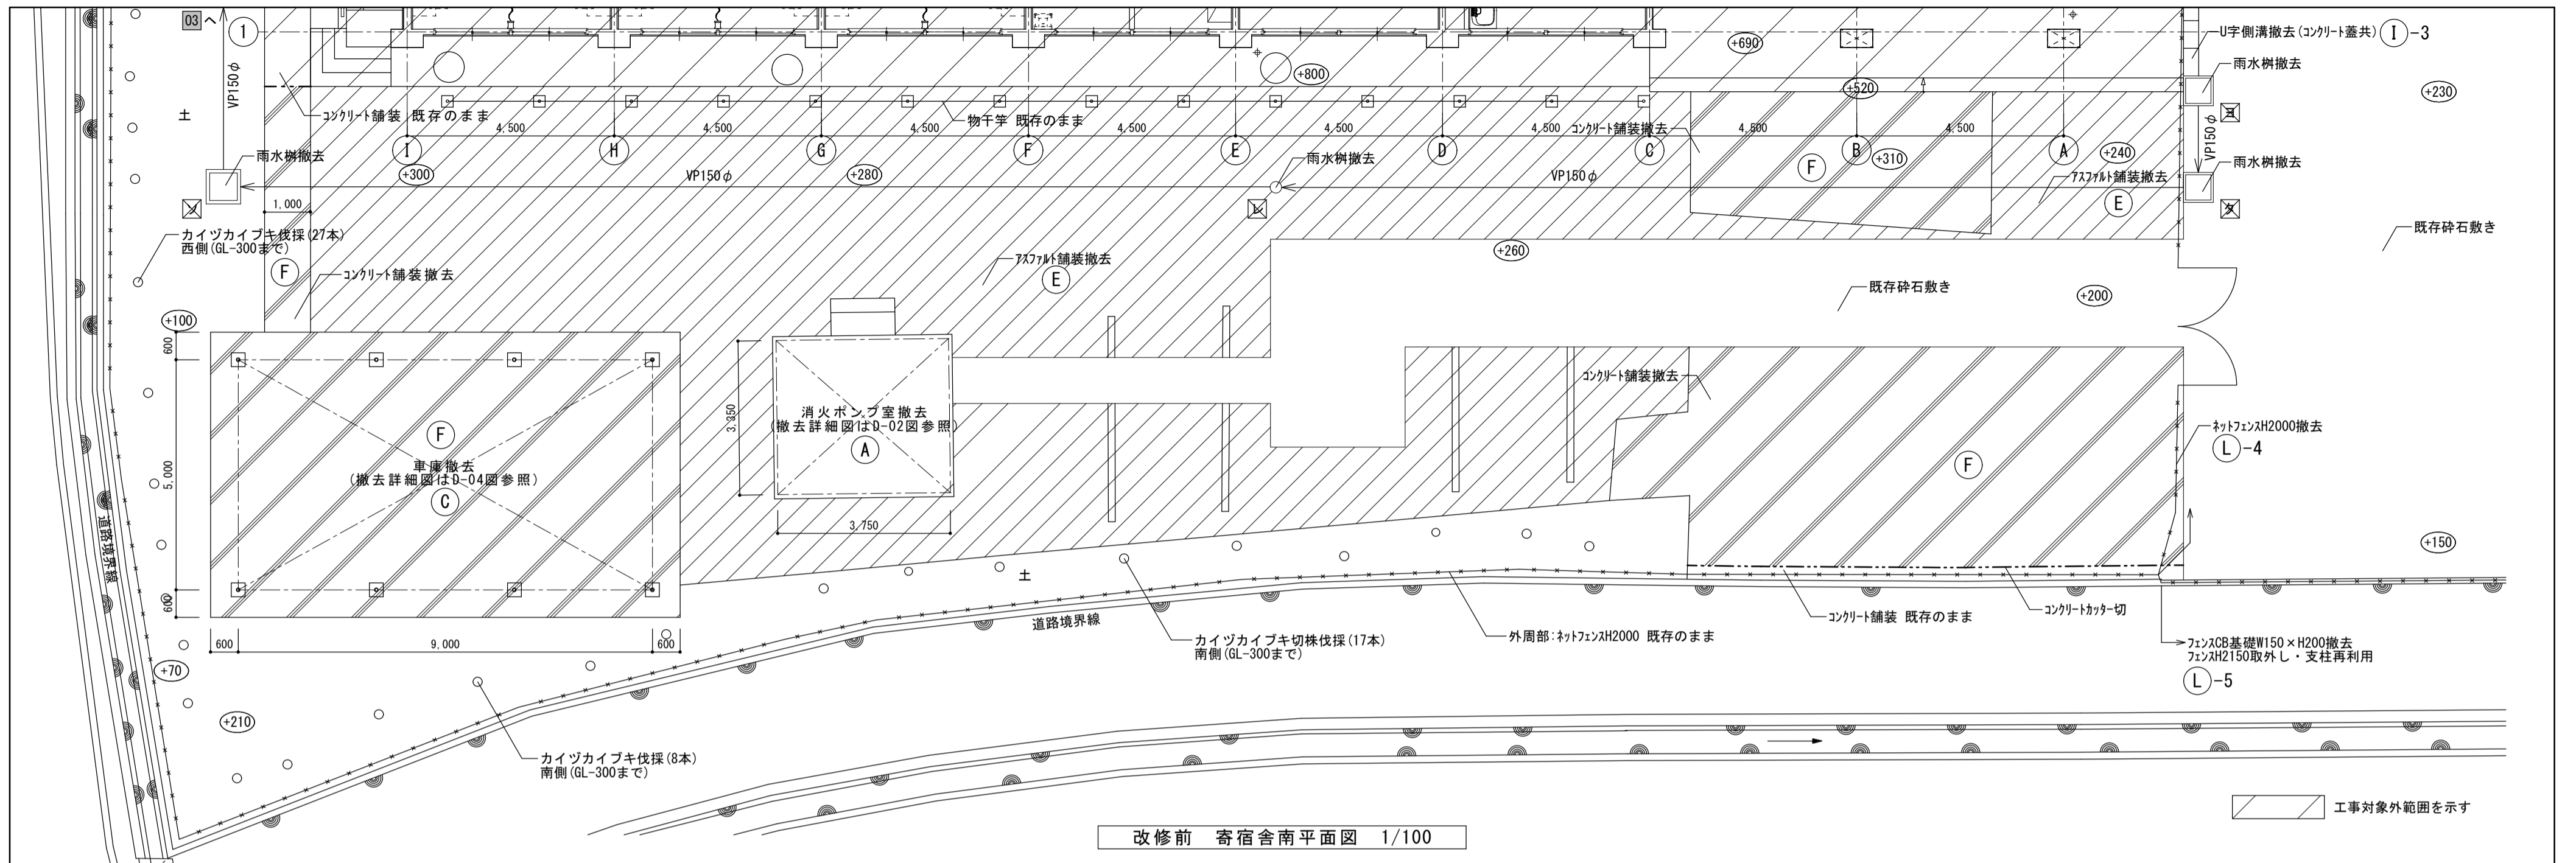 03 へ
1
VP150φ
土
コンクリート舗装 既存のまま
雨水桝撤去
ソ
1,000
カイヅカイブキ伐採(27本)
西側(GL-300まで)
F
コンクリート舗装撤去
+100
+300
I
H
G
F
E
D
C
B
A
4,500
4,500
4,500
4,500
4,500
4,500
4,500
4,500
物干竿 既存のまま
+800
+690
+520
VP150φ
+280
雨水桝撤去
レ
VP150φ
コンクリート舗装撤去
F
+310
+240
アスファルト舗装撤去
E
U字側溝撤去(コンクリート蓋共) I-3
雨水桝撤去
ヨ
VP150φ
雨水桝撤去
タ
+230
既存砕石敷き
アスファルト舗装撤去
E
+260
既存砕石敷き
+200
600
5,000
600
F
車庫撤去
(撤去詳細図はD-04図参照)
C
600
9,000
600
3,350
消火ポンプ室撤去
(撤去詳細図はD-02図参照)
A
3,750
コンクリート舗装撤去
F
ネットフェンスH2000撤去
L-4
+150
道路境界線
土
道路境界線
カイヅカイブキ切株伐採(17本)
南側(GL-300まで)
外周部:ネットフェンスH2000 既存のまま
コンクリート舗装 既存のまま
コンクリートカッター切
フェンスCB基礎W150×H200撤去
フェンスH2150取外し・支柱再利用
L-5
+70
+210
カイヅカイブキ伐採(8本)
南側(GL-300まで)
改修前 寄宿舎南平面図 1/100
工事対象外範囲を示す